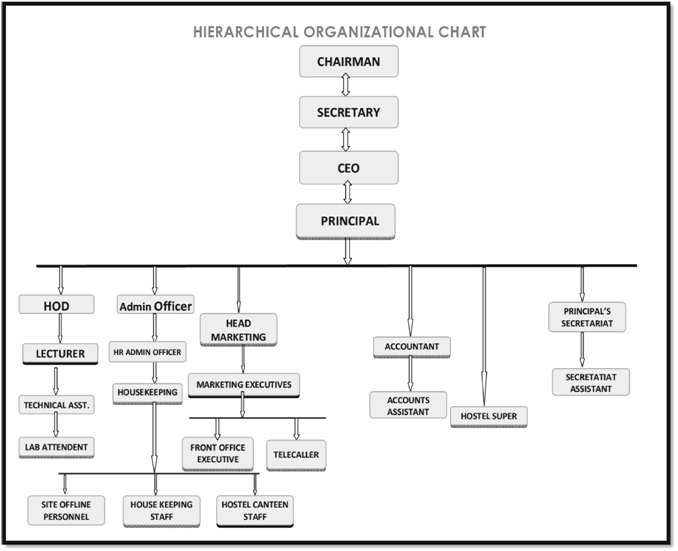 HIERARCHICAL ORGANIZATIONAL CHART
CHAIRMAN
SECRETARY
CEO
PRINCIPAL
HOD
Admin Officer
HEAD
MARKETING
PRINCIPAL'S
SECRETARIAT
LECTURER
HR ADMIN OFFICER
ACCOUNTANT
HOUSEKEEPING
MARKETING EXECUTIVES
SECRETATIAT
ASSISTANT
TECHNICAL ASST.
ACCOUNTS
ASSISTANT
HOSTEL SUPER
LAB ATTENDENT
FRONT OFFICE
EXECUTIVE
TELECALLER
SITE OFFLINE
PERSONNEL
HOUSE KEEPING
STAFF
HOSTEL CANTEEN
STAFF